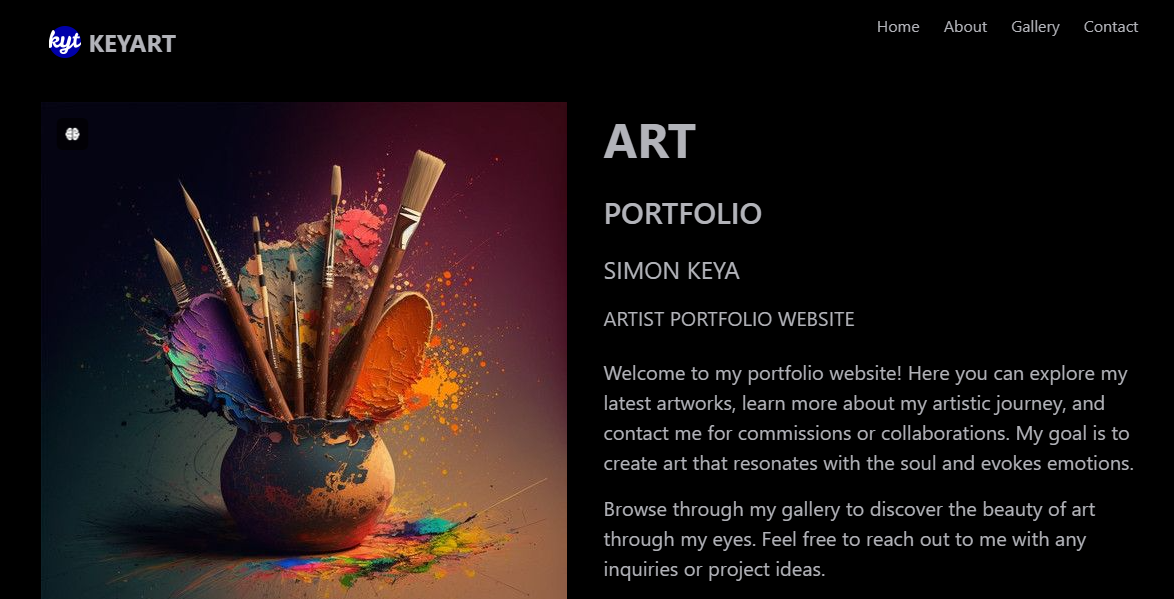 kyt KEYART
Home About Gallery Contact
ART
PORTFOLIO
SIMON KEYA
ARTIST PORTFOLIO WEBSITE
Welcome to my portfolio website! Here you can explore my
latest artworks, learn more about my artistic journey, and
contact me for commissions or collaborations. My goal is to
create art that resonates with the soul and evokes emotions.
Browse through my gallery to discover the beauty of art
through my eyes. Feel free to reach out to me with any
inquiries or project ideas.